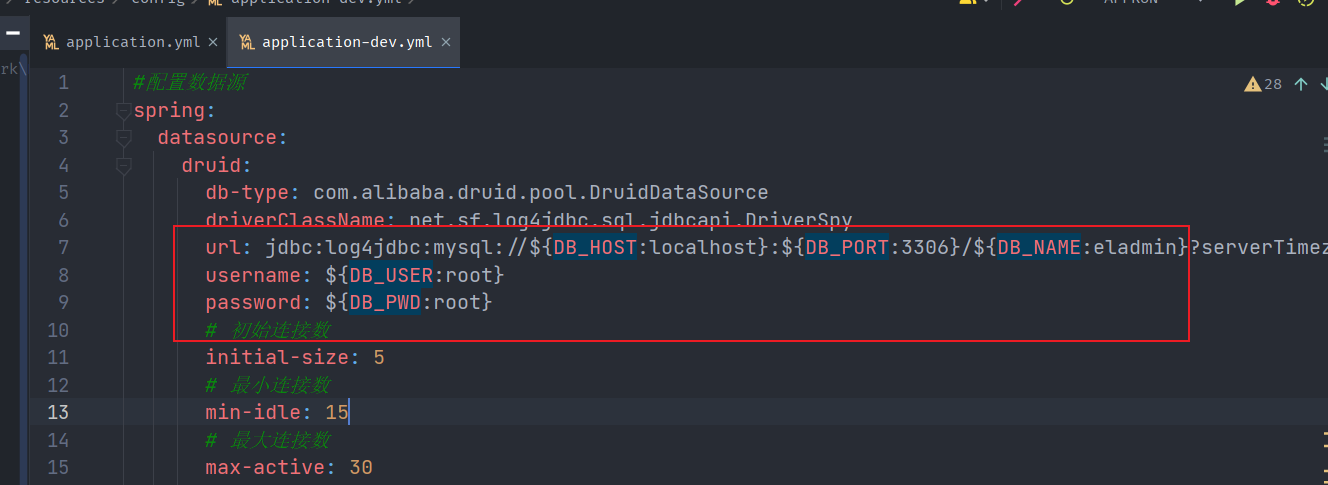 resources > config > application-dev.yml
application.yml × application-dev.yml ×
rk\
1 #配置数据源
28
2 spring:
3 datasource:
4 druid:
5 db-type: com.alibaba.druid.pool.DruidDataSource
6 driverClassName: net.sf.log4jdbc.sql.jdbcapi.DriverSpy
7 url: jdbc:log4jdbc:mysql://${DB_HOST:localhost}:${DB_PORT:3306}/${DB_NAME:eladmin}?serverTimez
8 username: ${DB_USER:root}
9 password: ${DB_PWD:root}
10 # 初始连接数
11 initial-size: 5
12 # 最小连接数
13 min-idle: 15
14 # 最大连接数
15 max-active: 30